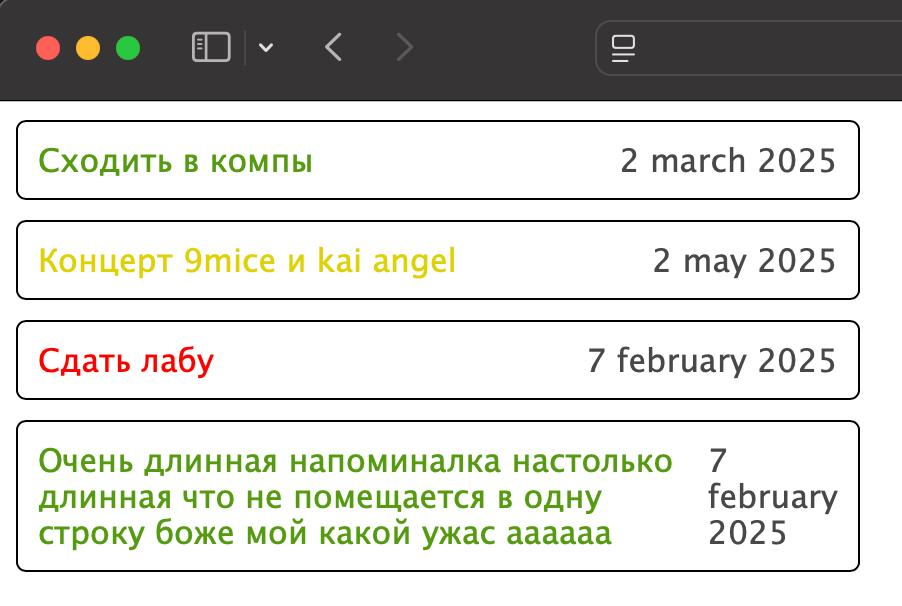 Сходить в компы 2 march 2025
Концерт 9mice и kai angel 2 may 2025
Сдать лабу 7 february 2025
Очень длинная напоминалка настолько 7
длинная что не помещается в одну february
строку боже мой какой ужас аааааа 2025